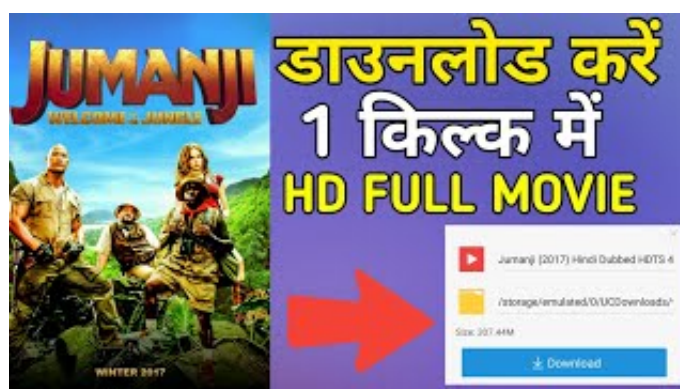 JUMANJI
WELCOME TO THE JUNGLE
WINTER 2017
डाउनलोड करें
1 किल्क में
HD FULL MOVIE
Jumanji (2017) Hindi Dubbed HDTS 4
/storage/emulated/0/UCDownloads/
Size: 207.44M
Download